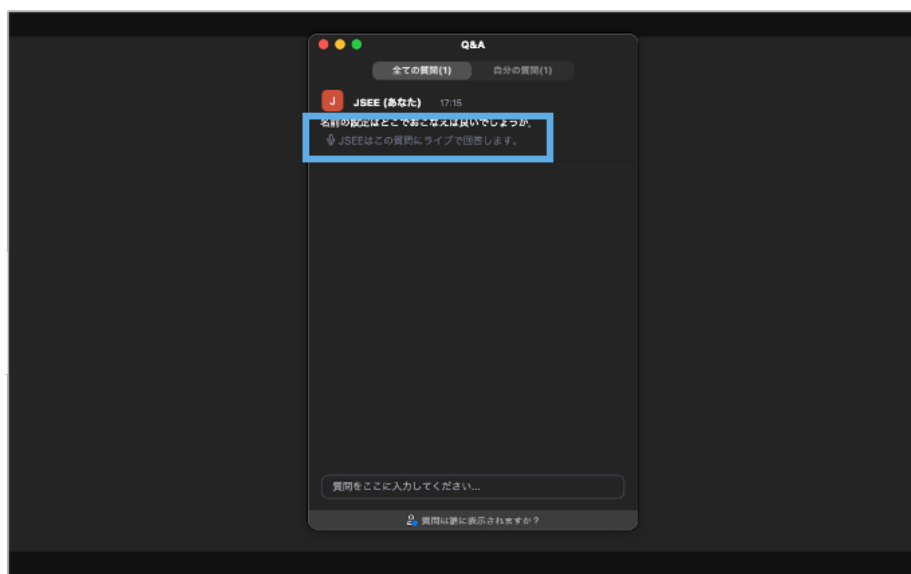 Q&A
全ての質問(1) 自分の質問(1)
J JSEE (あなた) 17:15
名前の設定はどこでおこなえば良いでしょうか。
JSEEはこの質問にライブで回答します。
質問をここに入力してください...
質問は誰に表示されますか?